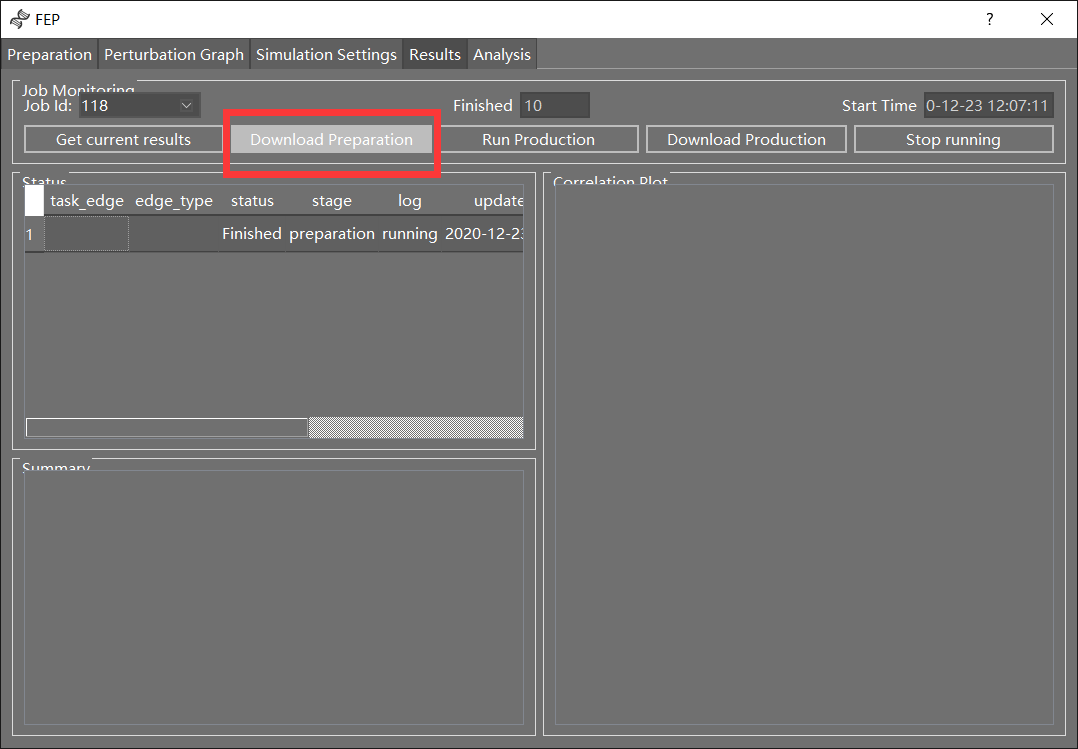 FEP ?
Preparation Perturbation Graph Simulation Settings Results Analysis
Job Monitoring
Job Id: 118 Finished 10 Start Time 0-12-23 12:07:11
Get current results Download Preparation Run Production Download Production Stop running
Status
task_edge edge_type status stage log update
1 Finished preparation running 2020-12-23
Correlation Plot
Summary